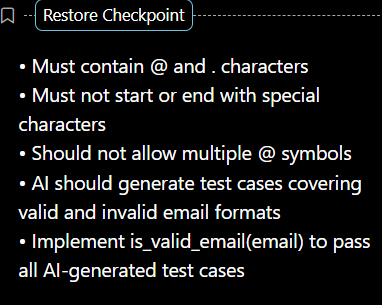 Restore Checkpoint
• Must contain @ and . characters
• Must not start or end with special
characters
• Should not allow multiple @ symbols
• AI should generate test cases covering
valid and invalid email formats
• Implement is_valid_email(email) to pass
all AI-generated test cases